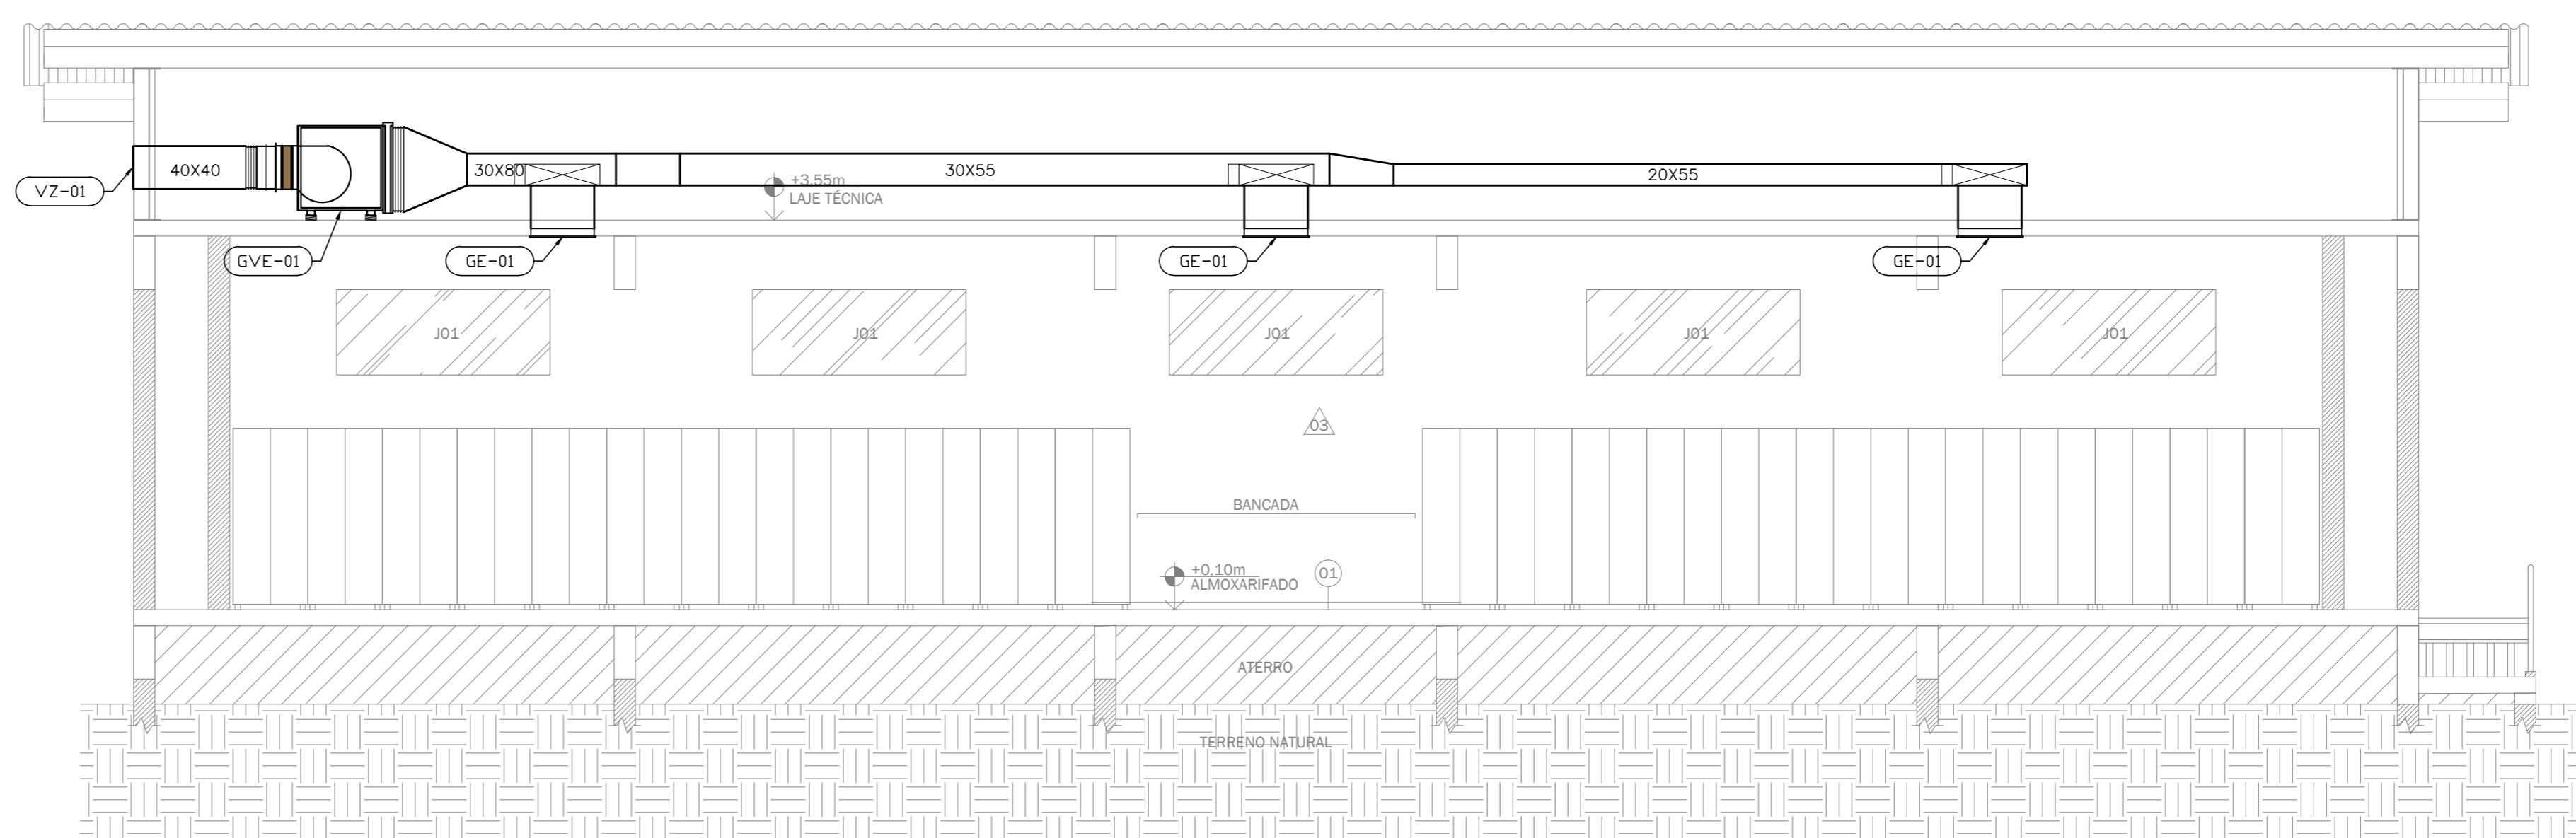 40X40
30X80
30X55
20X55
VZ-01
+3,55m
LAJE TÉCNICA
GVE-01
GE-01
GE-01
GE-01
J01
J01
J01
J01
J01
03
BANCADA
+0,10m
ALMOXARIFADO
01
ATERRO
TERRENO NATURAL